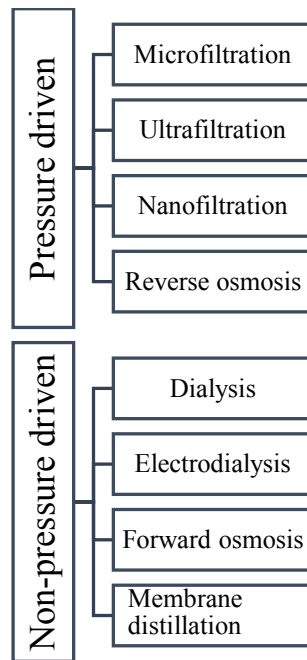 Pressure driven
Microfiltration
Ultrafiltration
Nanofiltration
Reverse osmosis
Non-pressure driven
Dialysis
Electrodialysis
Forward osmosis
Membrane
distillation